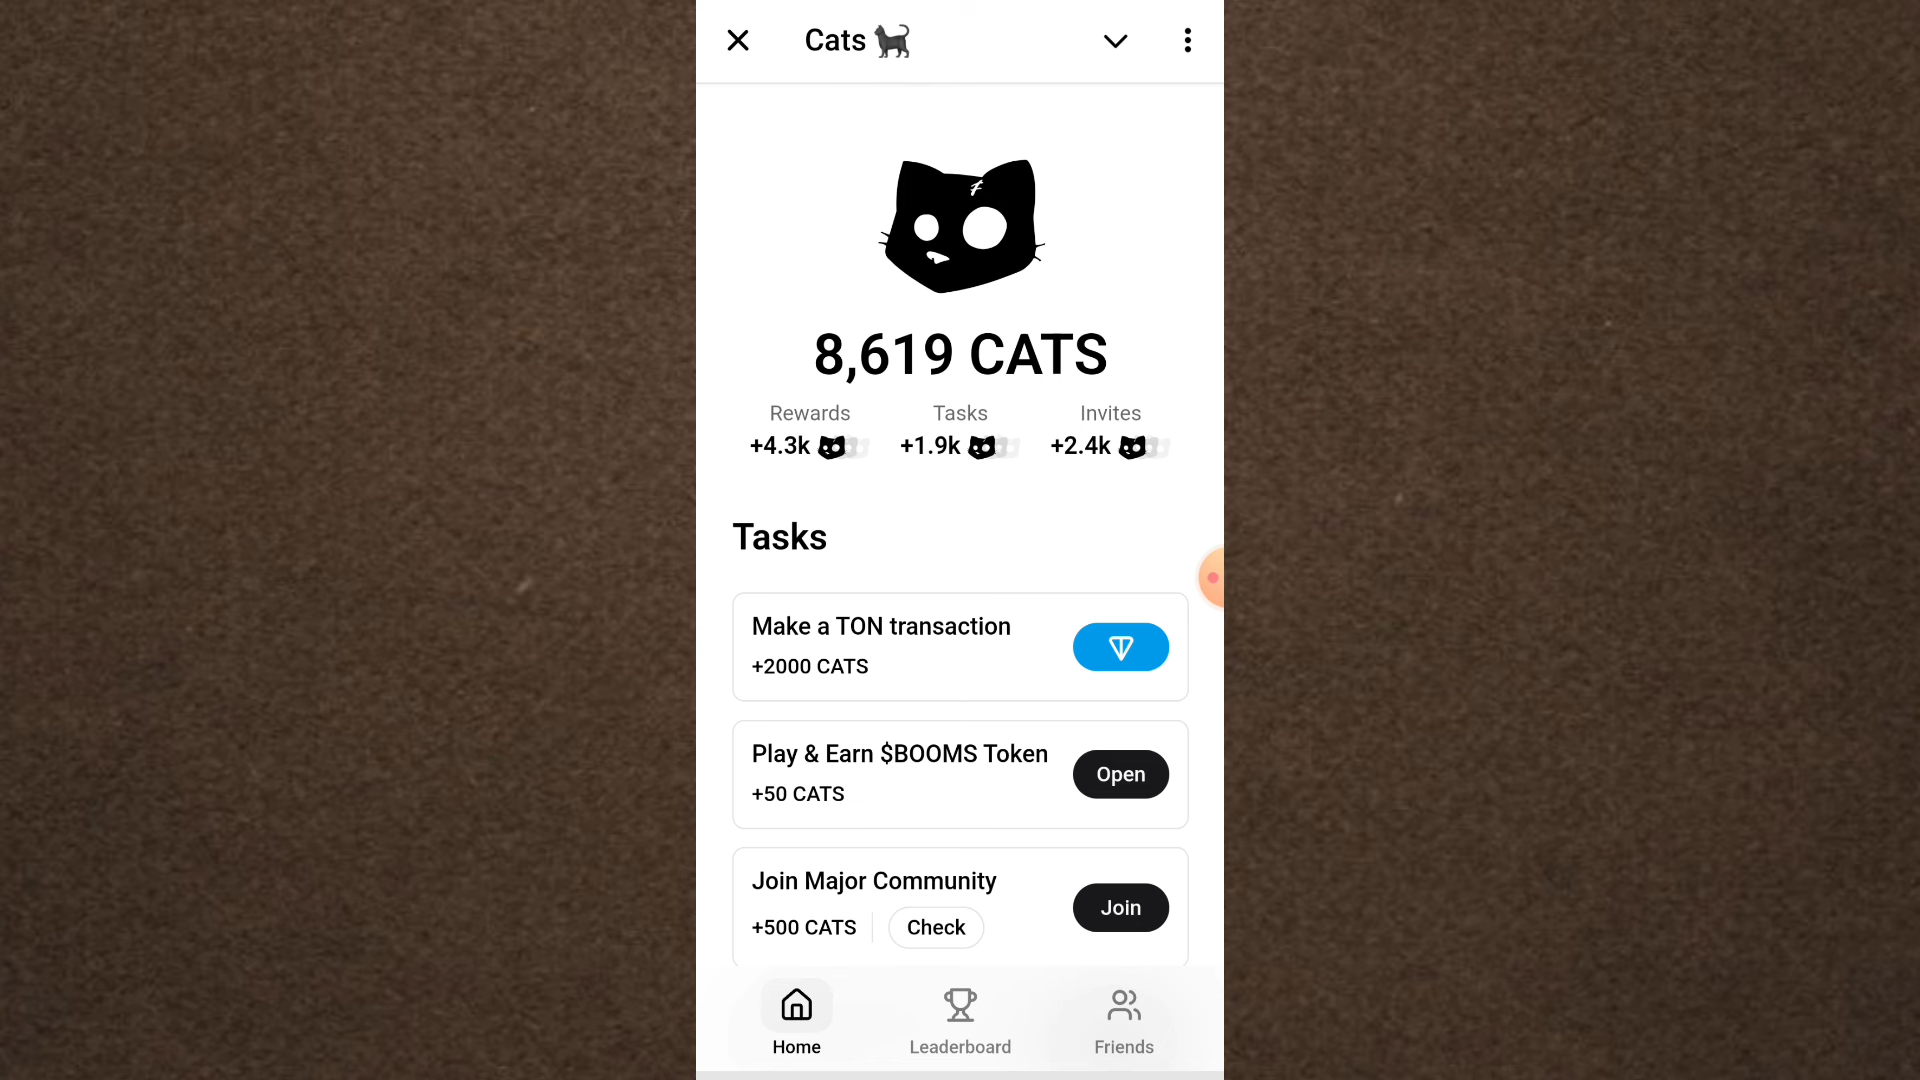 Cats
8,619 CATS
Rewards Tasks Invites
+4.3k +1.9k +2.4k
Tasks
Make a TON transaction
+2000 CATS
Play & Earn $BOOMS Token
+50 CATS
Open
Join Major Community
+500 CATS Check
Join
Home Leaderboard Friends